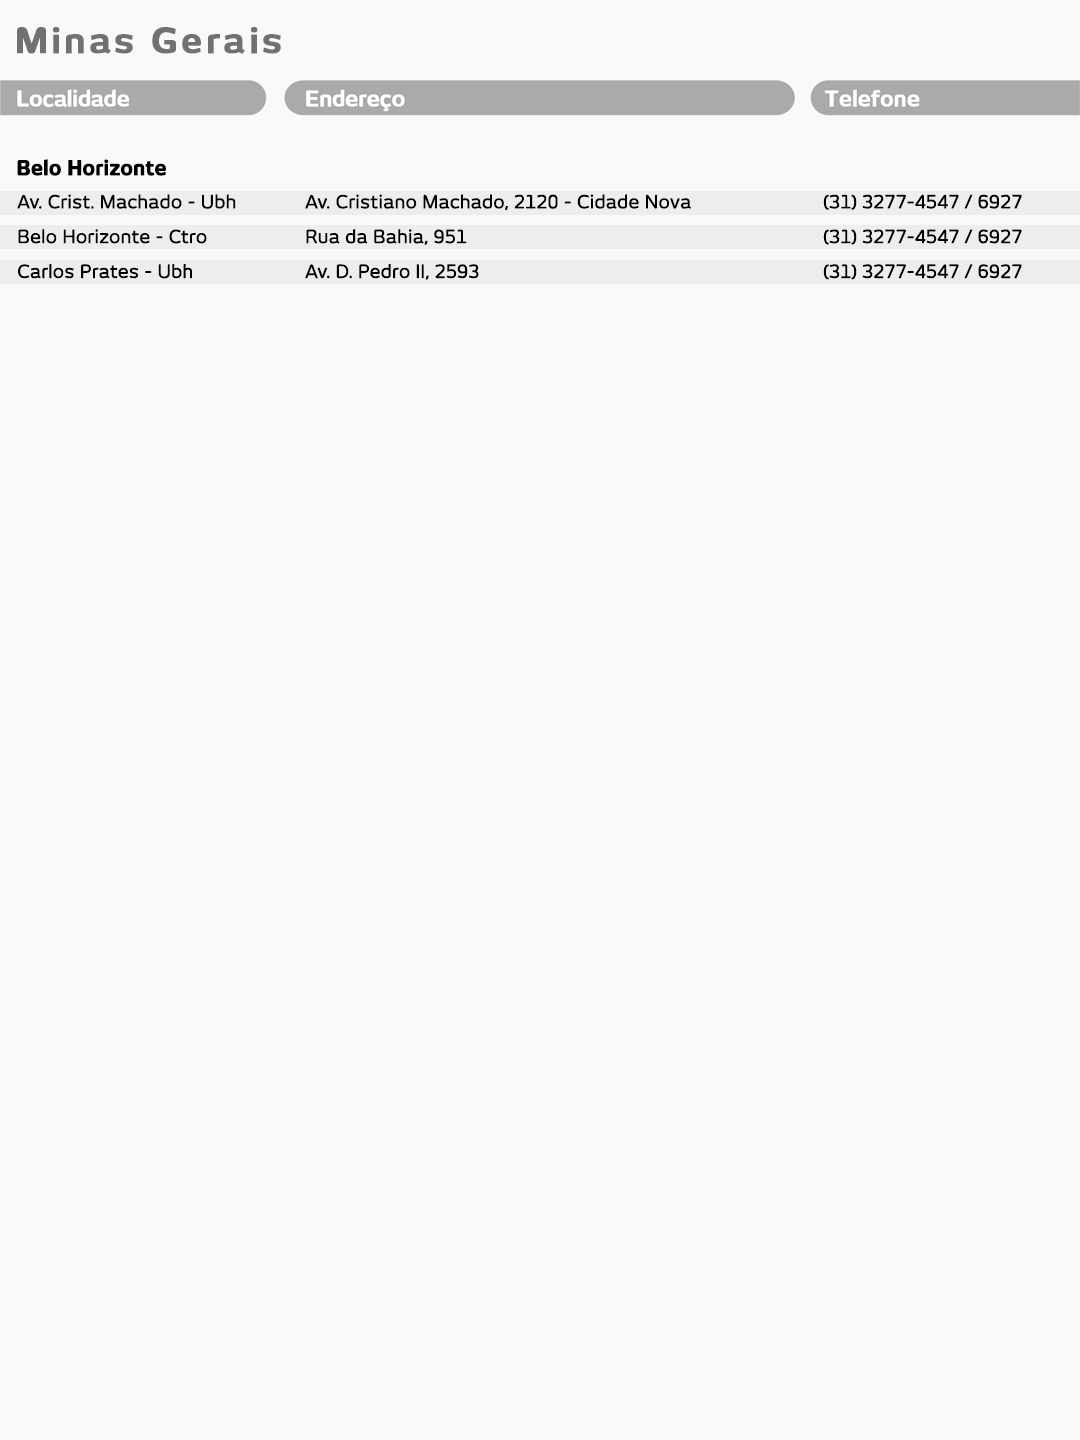 Minas Gerais
Localidade Endereço Telefone
Belo Horizonte
Av. Crist. Machado - Ubh Av. Cristiano Machado, 2120 - Cidade Nova (31) 3277-4547 / 6927
Belo Horizonte - Ctro Rua da Bahia, 951 (31) 3277-4547 / 6927
Carlos Prates - Ubh Av. D. Pedro II, 2593 (31) 3277-4547 / 6927